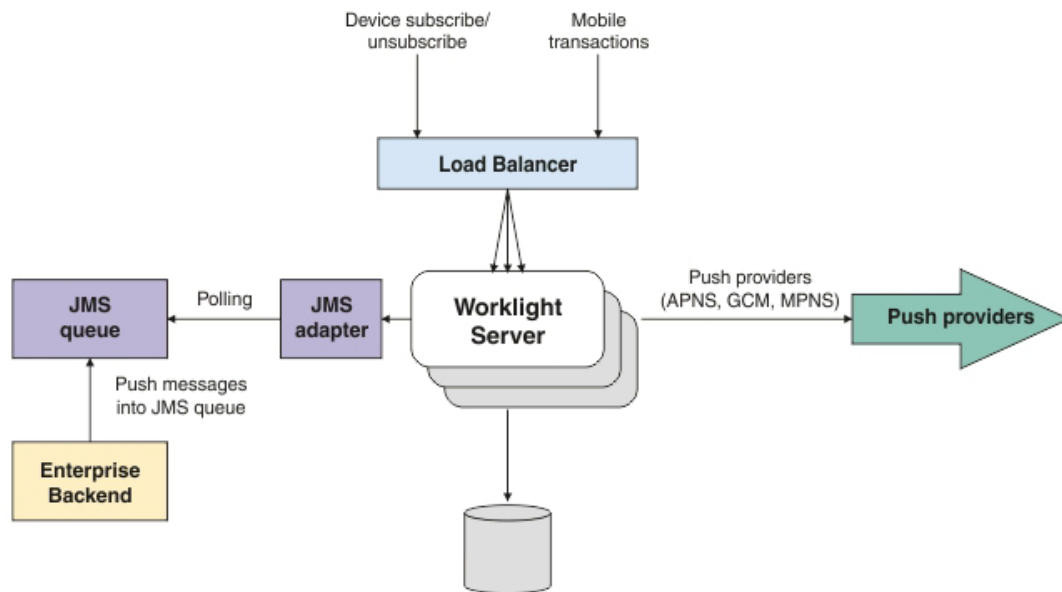 Device subscribe/
unsubscribe
Mobile
transactions
Load Balancer
JMS
queue
Polling
JMS
adapter
Worklight
Server
Push providers
(APNS, GCM, MPNS)
Push providers
Push messages
into JMS queue
Enterprise
Backend